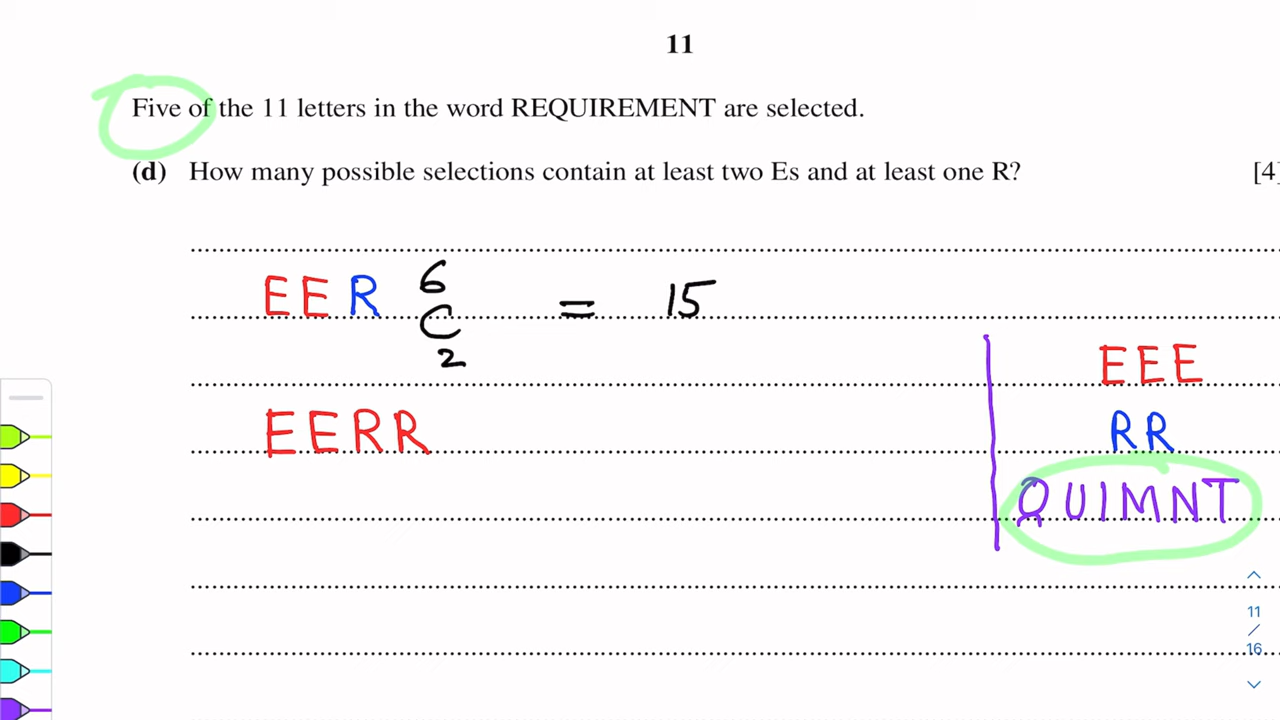 11
Five of the 11 letters in the word REQUIREMENT are selected.
(d) How many possible selections contain at least two Es and at least one R? [4]
EER 6C2 = 15
EEE
EERR
RR
QUIMNT
11
/
16